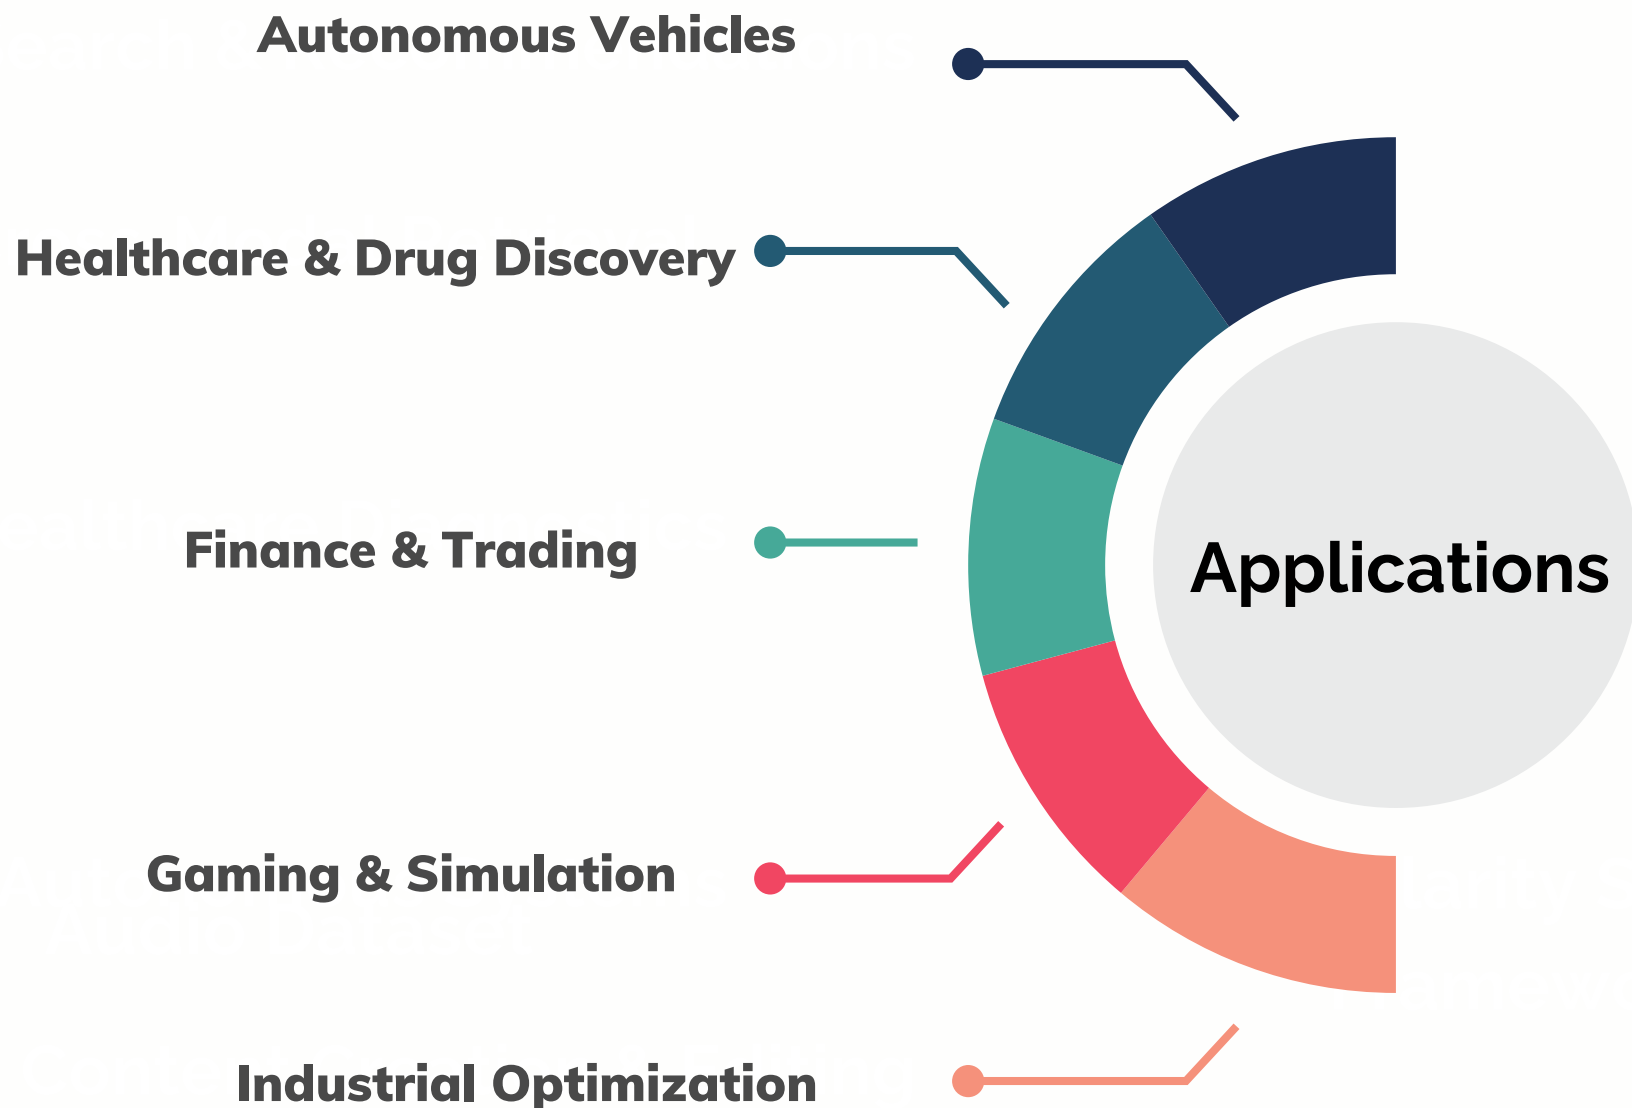 Autonomous Vehicles
Healthcare & Drug Discovery
Finance & Trading
Applications
Gaming & Simulation
Industrial Optimization